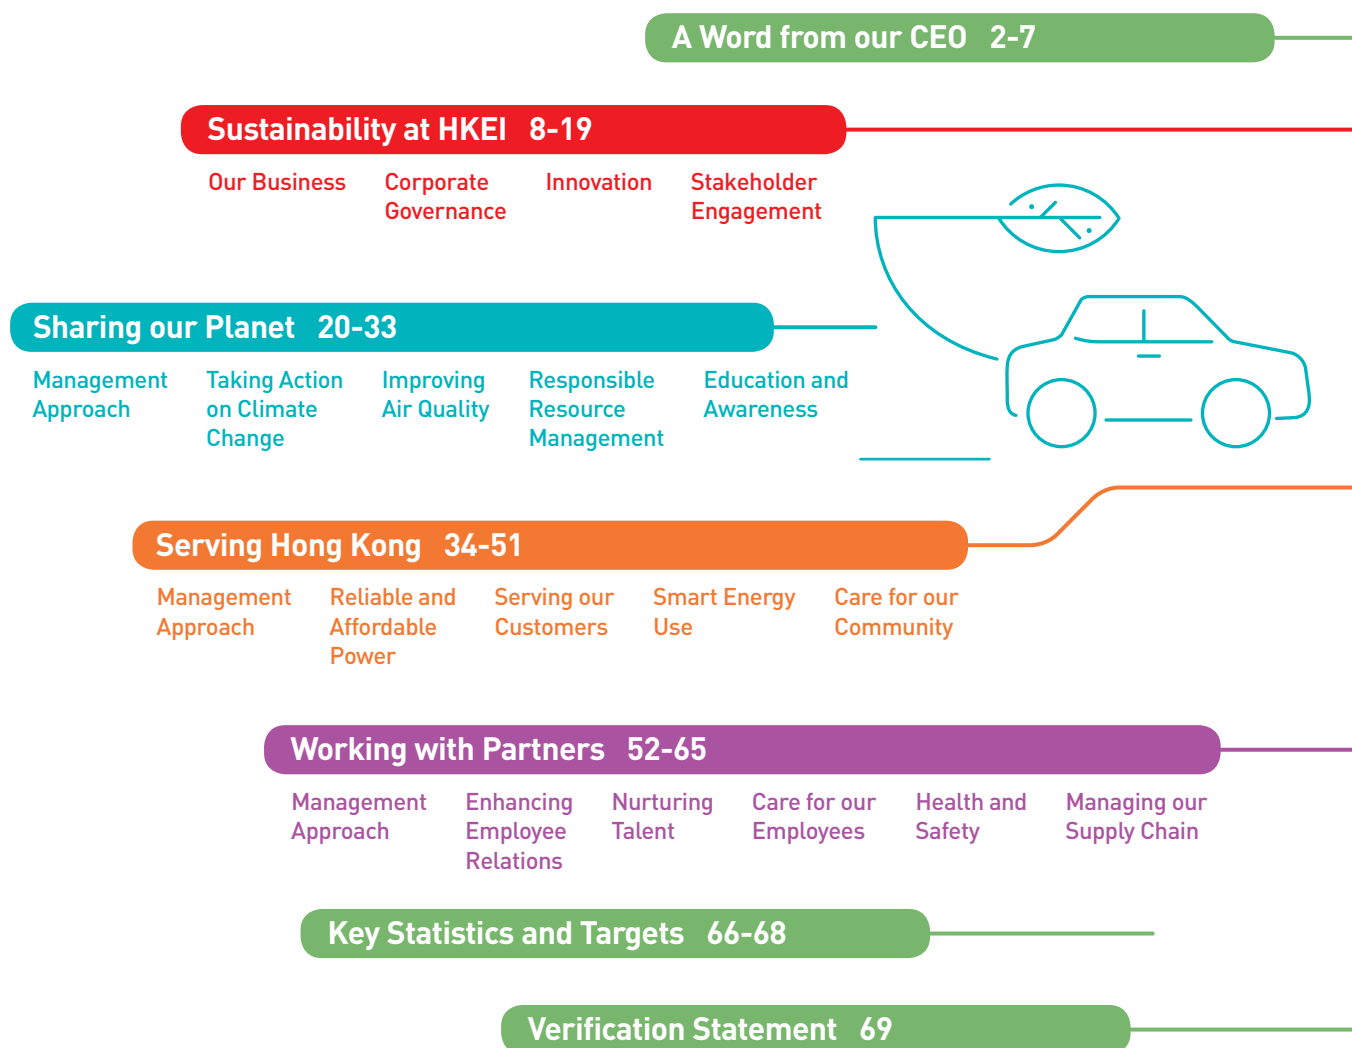 A Word from our CEO 2-7
Sustainability at HKEI 8-19
Our Business
Corporate
Governance
Innovation
Stakeholder
Engagement
Sharing our Planet 20-33
Management
Approach
Taking Action
on Climate
Change
Improving
Air Quality
Responsible
Resource
Management
Education and
Awareness
Serving Hong Kong 34-51
Management
Approach
Reliable and
Affordable
Power
Serving our
Customers
Smart Energy
Use
Care for our
Community
Working with Partners 52-65
Management
Approach
Enhancing
Employee
Relations
Nurturing
Talent
Care for our
Employees
Health and
Safety
Managing our
Supply Chain
Key Statistics and Targets 66-68
Verification Statement 69